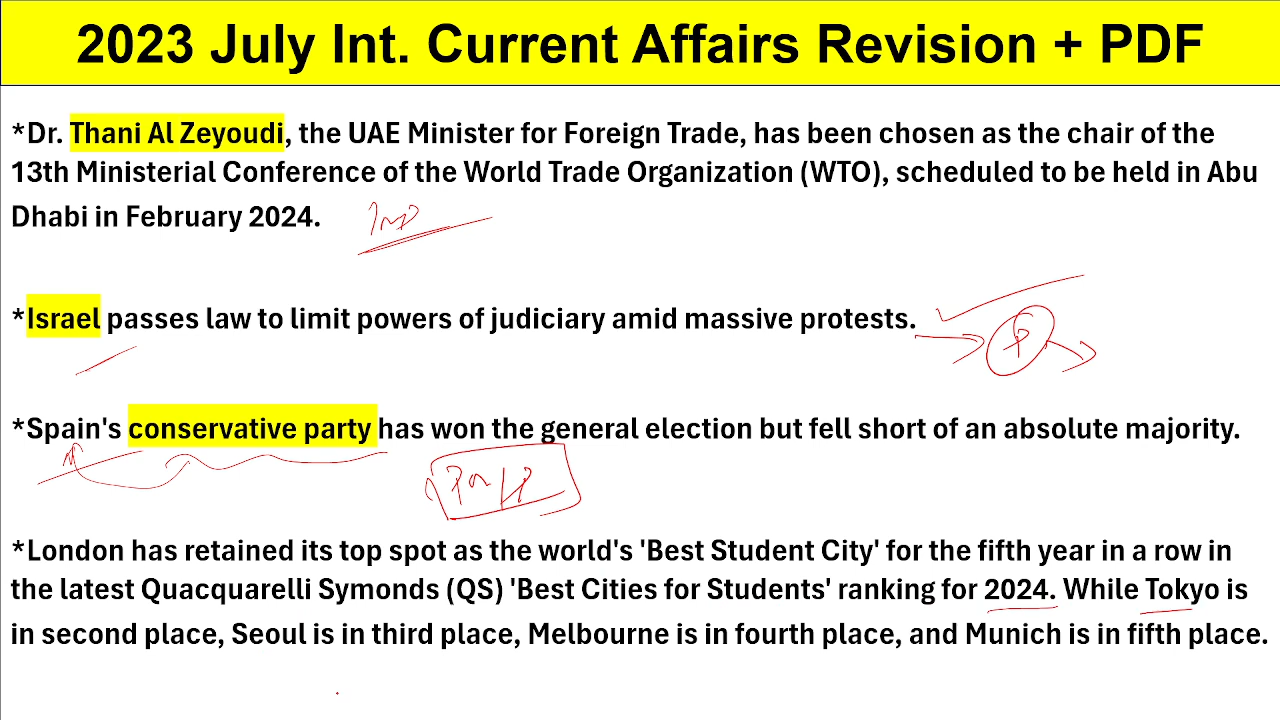 2023 July Int. Current Affairs Revision + PDF
*Dr. Thani Al Zeyoudi, the UAE Minister for Foreign Trade, has been chosen as the chair of the
13th Ministerial Conference of the World Trade Organization (WTO), scheduled to be held in Abu
Dhabi in February 2024.
*Israel passes law to limit powers of judiciary amid massive protests.
*Spain's conservative party has won the general election but fell short of an absolute majority.
*London has retained its top spot as the world's 'Best Student City' for the fifth year in a row in
the latest Quacquarelli Symonds (QS) 'Best Cities for Students' ranking for 2024. While Tokyo is
in second place, Seoul is in third place, Melbourne is in fourth place, and Munich is in fifth place.